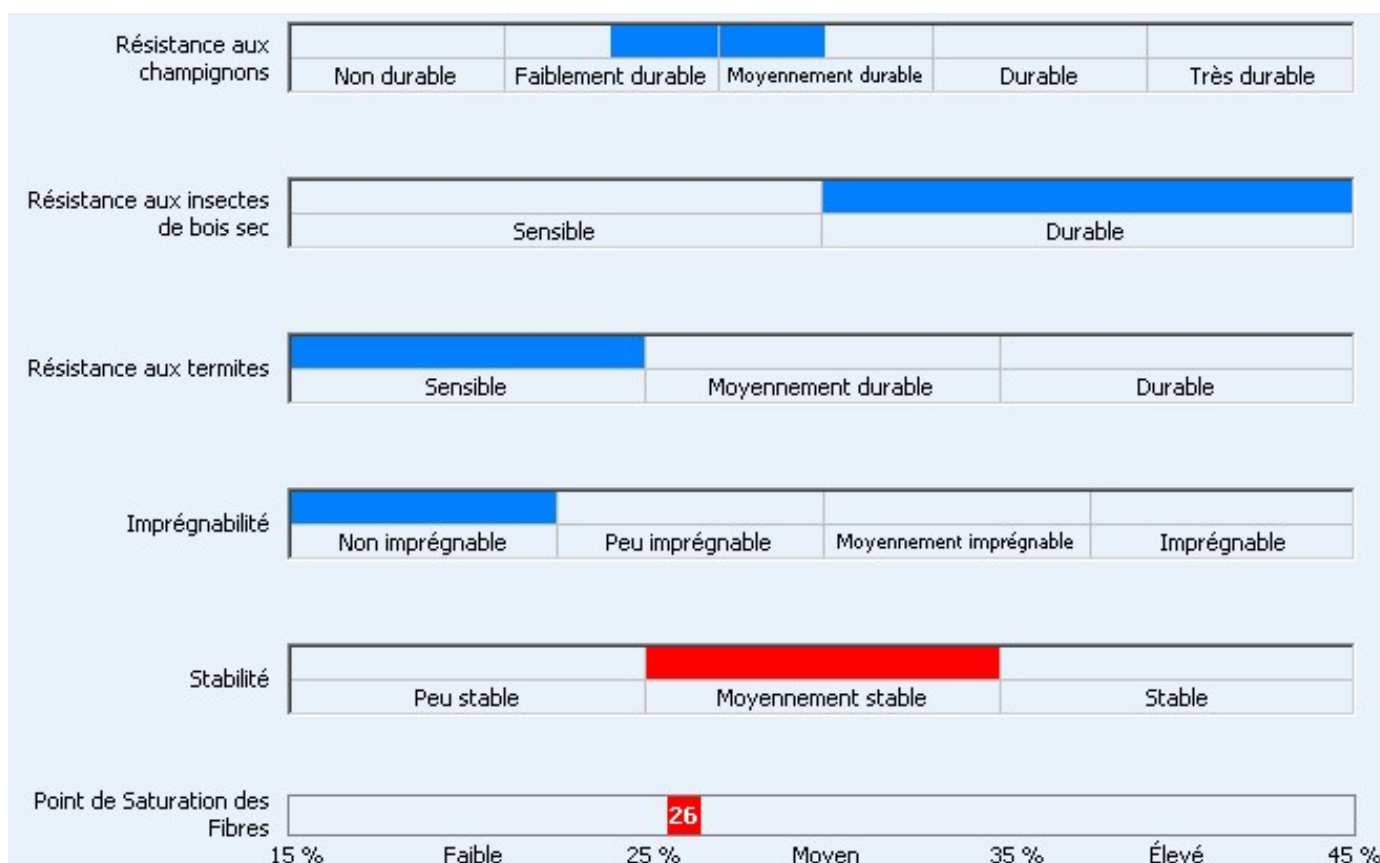 Résistance aux
champignons
Non durable Faiblement durable Moyennement durable Durable Très durable
Résistance aux insectes
de bois sec
Sensible Durable
Résistance aux termites
Sensible Moyennement durable Durable
Imprégnabilité
Non imprégnable Peu imprégnable Moyennement imprégnable Imprégnable
Stabilité
Peu stable Moyennement stable Stable
Point de Saturation des
Fibres
26
15 % Faible 25 % Moyen 35 % Élevé 45 %